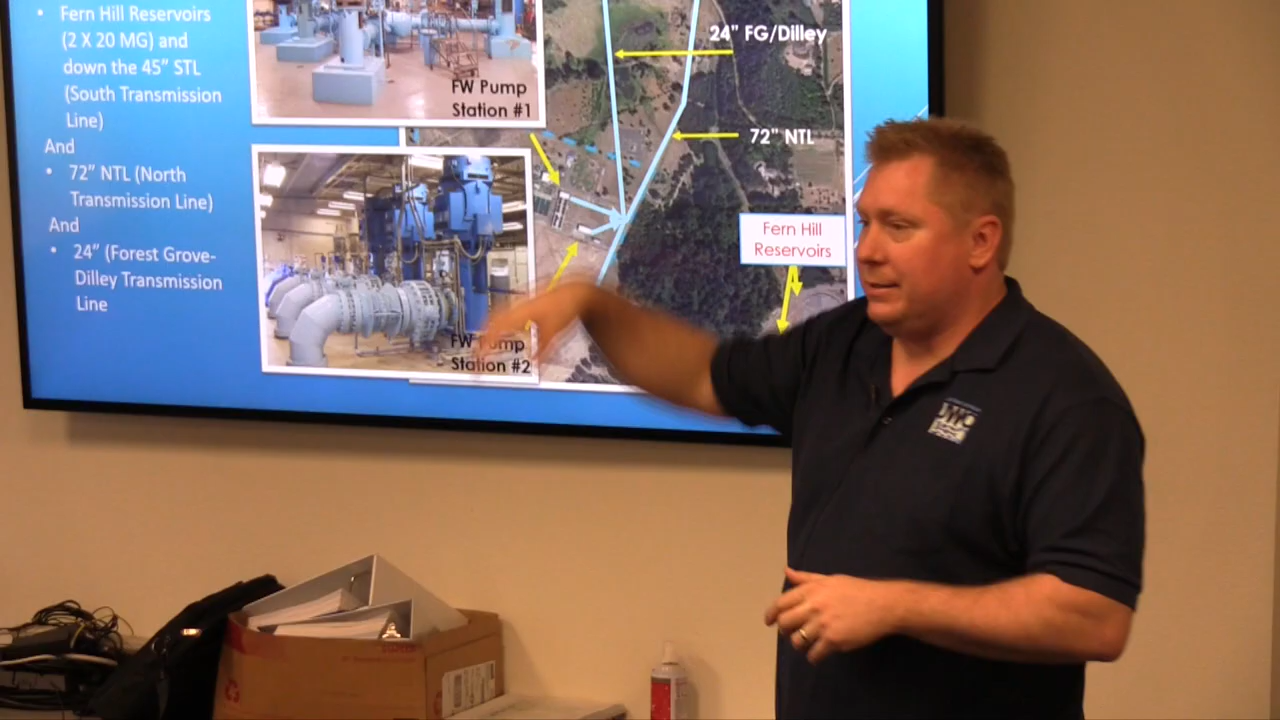 Fern Hill Reservoirs
(2 X 20 MG) and
down the 45" STL
(South Transmission
Line)
And
72" NTL (North
Transmission Line)
And
24" (Forest Grove-
Dilley Transmission
Line
FW Pump
Station #1
FW Pump
Station #2
24" FG/Dilley
72" NTL
Fern Hill
Reservoirs